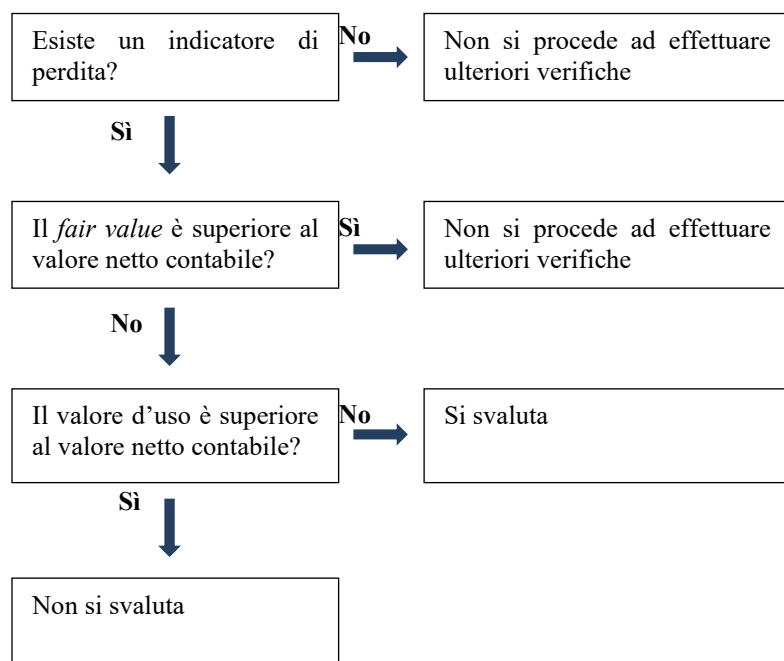 Esiste un indicatore di
perdita?
No
Non si procede ad effettuare
ulteriori verifiche
Sì
Il fair value è superiore al
valore netto contabile?
Sì
Non si procede ad effettuare
ulteriori verifiche
No
Il valore d’uso è superiore
al valore netto contabile?
No
Si svaluta
Sì
Non si svaluta